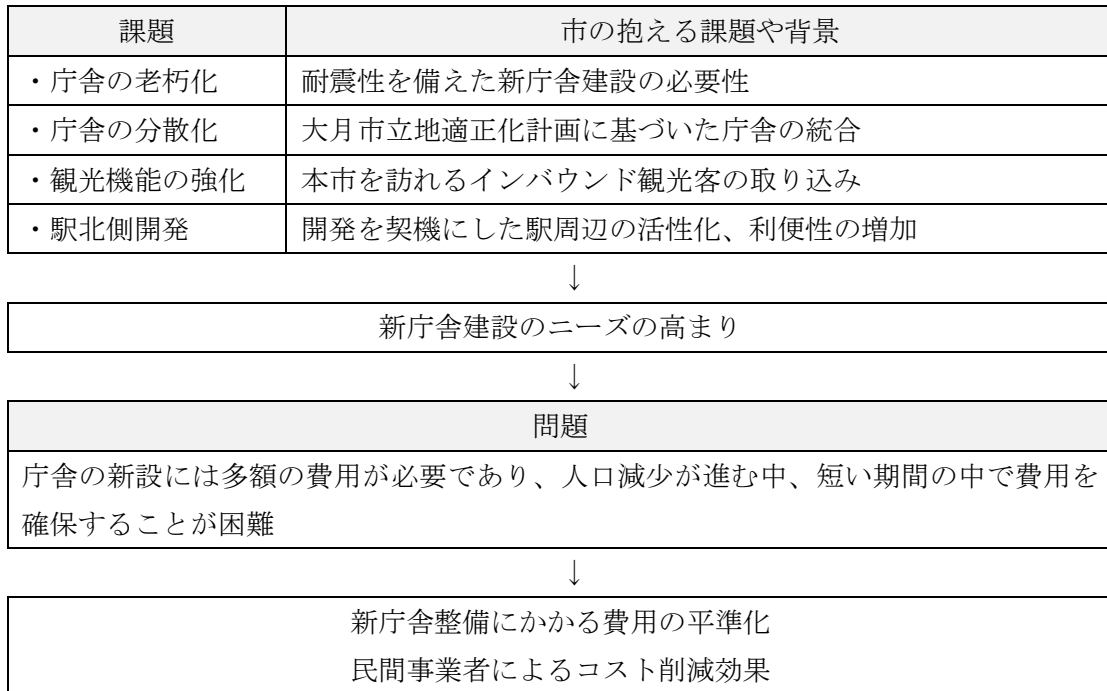 課題 市の抱える課題や背景
・庁舎の老朽化 耐震性を備えた新庁舎建設の必要性
・庁舎の分散化 大月市立地適正化計画に基づいた庁舎の統合
・観光機能の強化 本市を訪れるインバウンド観光客の取り込み
・駅北側開発 開発を契機にした駅周辺の活性化、利便性の増加
↓
新庁舎建設のニーズの高まり
↓
問題
庁舎の新設には多額の費用が必要であり、人口減少が進む中、短い期間の中で費用を
確保することが困難
↓
新庁舎整備にかかる費用の平準化
民間事業者によるコスト削減効果